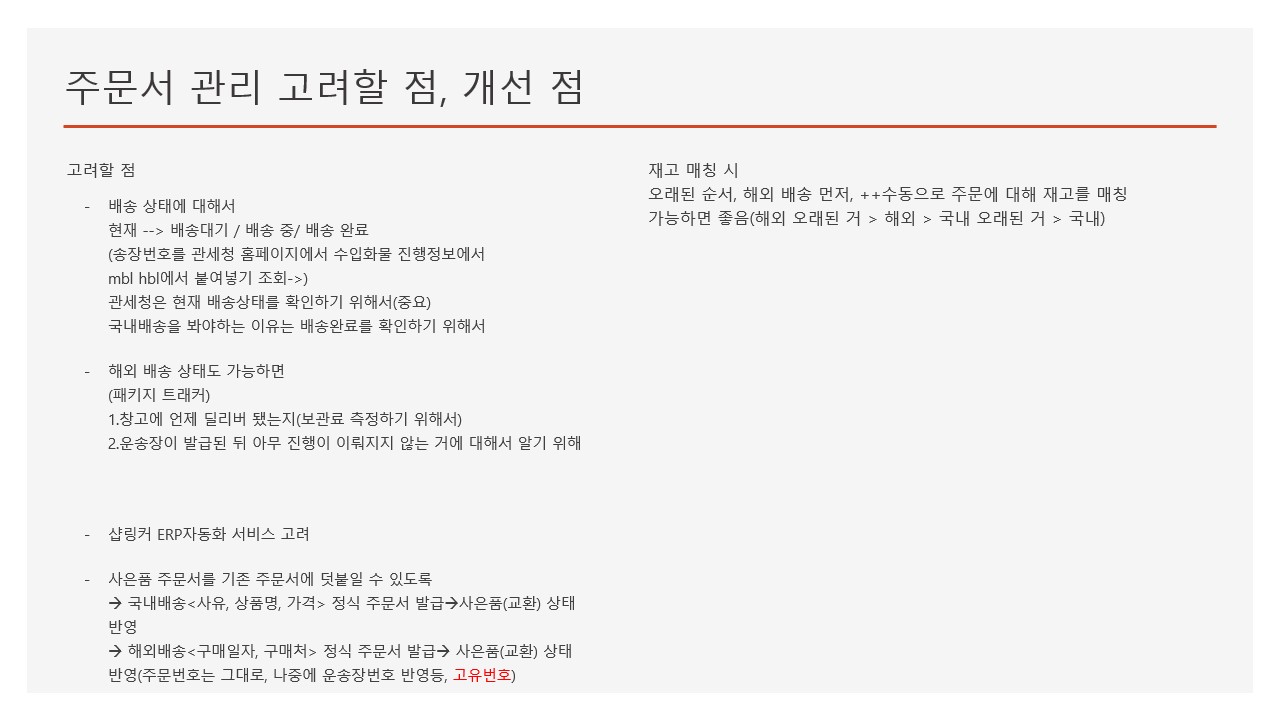 주문서 관리 고려할 점, 개선 점
고려할 점
- 배송 상태에 대해서
현재 --> 배송대기 / 배송 중/ 배송 완료
(송장번호를 관세청 홈페이지에서 수입화물 진행정보에서
mbl hbl에서 붙여넣기 조회->)
관세청은 현재 배송상태를 확인하기 위해서(중요)
국내배송을 봐야하는 이유는 배송완료를 확인하기 위해서
- 해외 배송 상태도 가능하면
(패키지 트래커)
1.창고에 언제 딜리버 됐는지(보관료 측정하기 위해서)
2.운송장이 발급된 뒤 아무 진행이 이뤄지지 않는 거에 대해서 알기 위해
- 샵링커 ERP자동화 서비스 고려
- 사은품 주문서를 기존 주문서에 덧붙일 수 있도록
→ 국내배송<사유, 상품명, 가격> 정식 주문서 발급→사은품(교환) 상태
반영
→ 해외배송<구매일자, 구매처> 정식 주문서 발급→ 사은품(교환) 상태
반영(주문번호는 그대로, 나중에 운송장번호 반영등, 고유번호)
재고 매칭 시
오래된 순서, 해외 배송 먼저, ++수동으로 주문에 대해 재고를 매칭
가능하면 좋음(해외 오래된 거 > 해외 > 국내 오래된 거 > 국내)